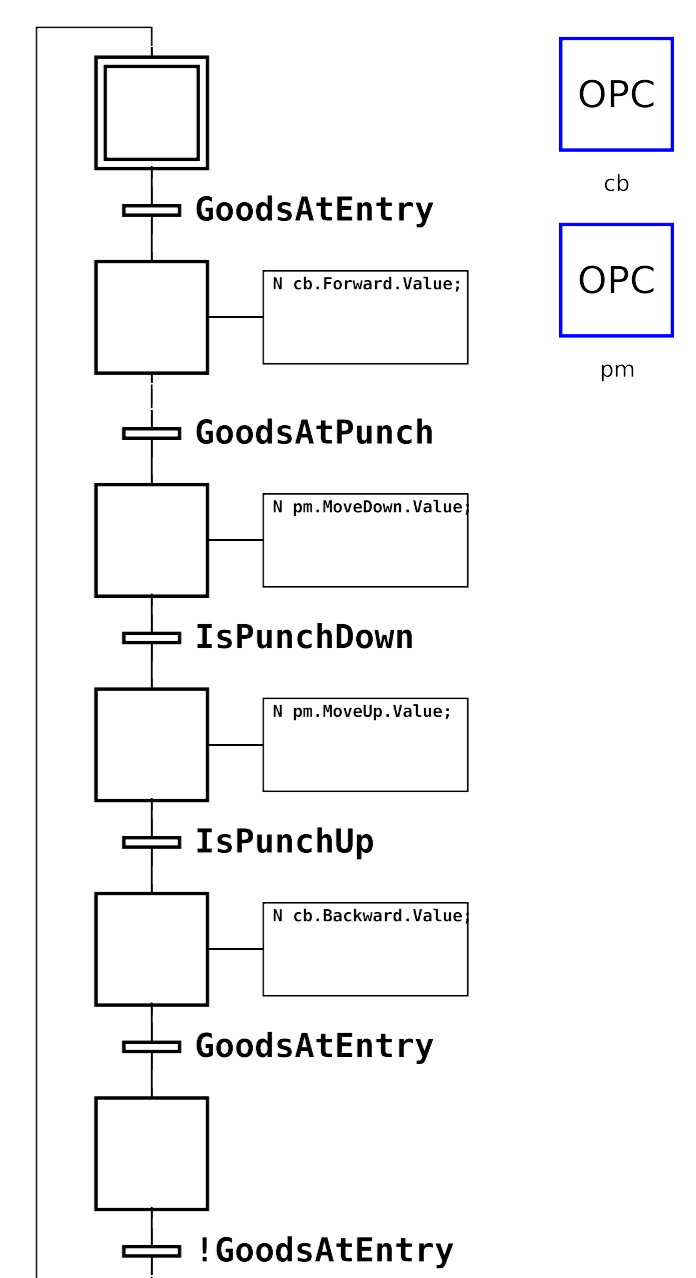 OPC
cb
GoodsAtEntry
OPC
N cb.Forward.Value;
pm
GoodsAtPunch
N pm.MoveDown.Value;
IsPunchDown
N pm.MoveUp.Value;
IsPunchUp
N cb.Backward.Value;
GoodsAtEntry
!GoodsAtEntry